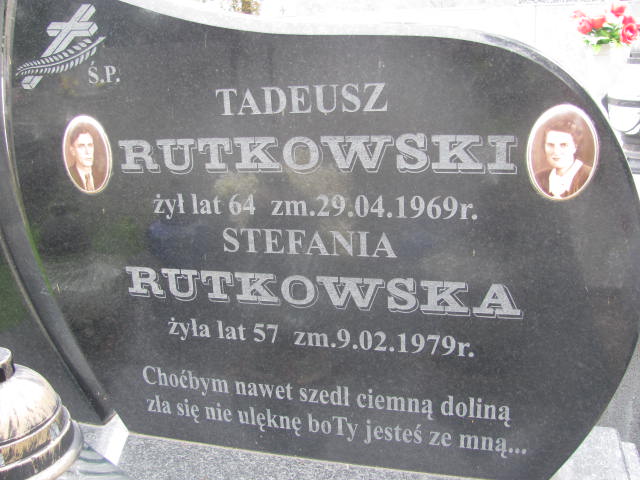 Ś.P.
TADEUSZ
RUTKOWSKI
żył lat 64 zm.29.04.1969r.
STEFANIA
RUTKOWSKA
żyła lat 57 zm.9.02.1979r.
Choćbym nawet szedł ciemną doliną
zła się nie ulęknę boTy jesteś ze mną...